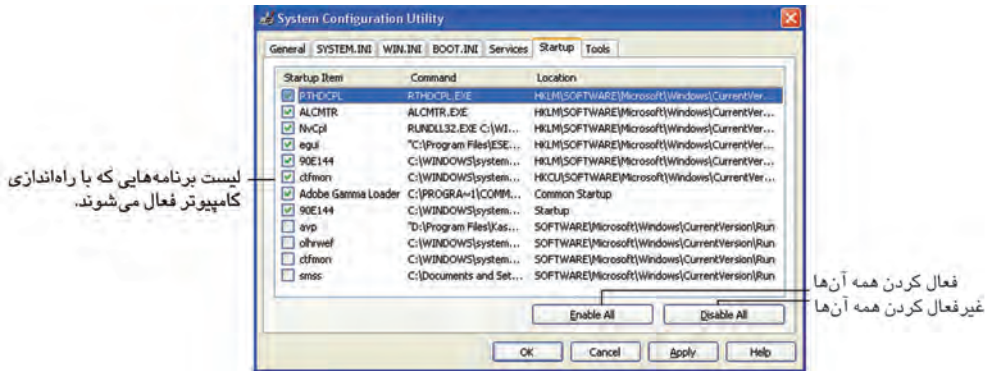 System Configuration Utility
General SYSTEM.INI WIN.INI BOOT.INI Services Startup Tools
Startup Item Command Location
RTHDCPL RTHDCPL.EXE HKLM\SOFTWARE\Microsoft\Windows\CurrentVer...
ALCMTR ALCMTR.EXE HKLM\SOFTWARE\Microsoft\Windows\CurrentVer...
NvCpl RUNDLL32.EXE C:\WI... HKLM\SOFTWARE\Microsoft\Windows\CurrentVer...
egui "C:\Program Files\ESE... HKLM\SOFTWARE\Microsoft\Windows\CurrentVer...
90E144 C:\WINDOWS\system... HKLM\SOFTWARE\Microsoft\Windows\CurrentVer...
ctfmon C:\WINDOWS\system... HKCU\SOFTWARE\Microsoft\Windows\CurrentVer...
Adobe Gamma Loader C:\PROGRA~1\COMM... Common Startup
90E144 C:\WINDOWS\system... Startup
avp "D:\Program Files\Kas... SOFTWARE\Microsoft\Windows\CurrentVersion\Run
olhrwef C:\WINDOWS\system... SOFTWARE\Microsoft\Windows\CurrentVersion\Run
ctfmon C:\WINDOWS\system... SOFTWARE\Microsoft\Windows\CurrentVersion\Run
smss C:\Documents and Set... SOFTWARE\Microsoft\Windows\CurrentVersion\Run
لیست برنامه‌هایی که با راه‌اندازی
کامپیوتر فعال می‌شوند.
فعال کردن همه آن‌ها
غیرفعال کردن همه آن‌ها
Enable All Disable All
OK Cancel Apply Help